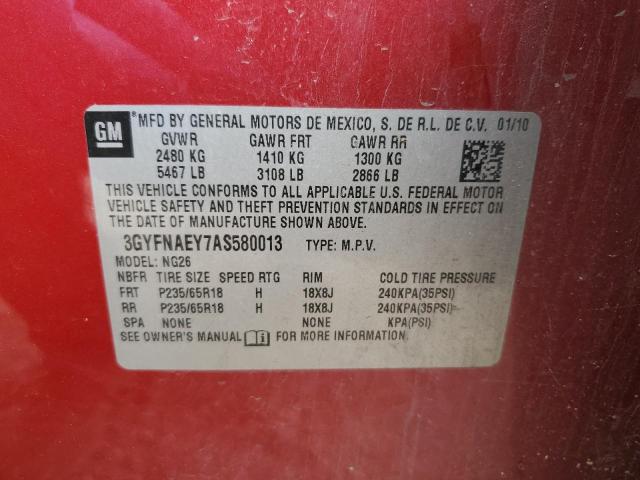 GM
® MFD BY GENERAL MOTORS DE MEXICO, S. DE R.L. DE C.V. 01/10
GVWR GAWR FRT GAWR RR
2480 KG 1410 KG 1300 KG
5467 LB 3108 LB 2866 LB
THIS VEHICLE CONFORMS TO ALL APPLICABLE U.S. FEDERAL MOTOR
VEHICLE SAFETY AND THEFT PREVENTION STANDARDS IN EFFECT ON
THE DATE OF MANUFACTURE SHOWN ABOVE.
3GYFNAEY7AS580013 TYPE: M.P.V.
MODEL: NG26
NBFR TIRE SIZE SPEED RTG RIM COLD TIRE PRESSURE
FRT P235/65R18 H 18X8J 240KPA(35PSI)
RR P235/65R18 H 18X8J 240KPA(35PSI)
SPA NONE NONE KPA(PSI)
SEE OWNER'S MANUAL FOR MORE INFORMATION.